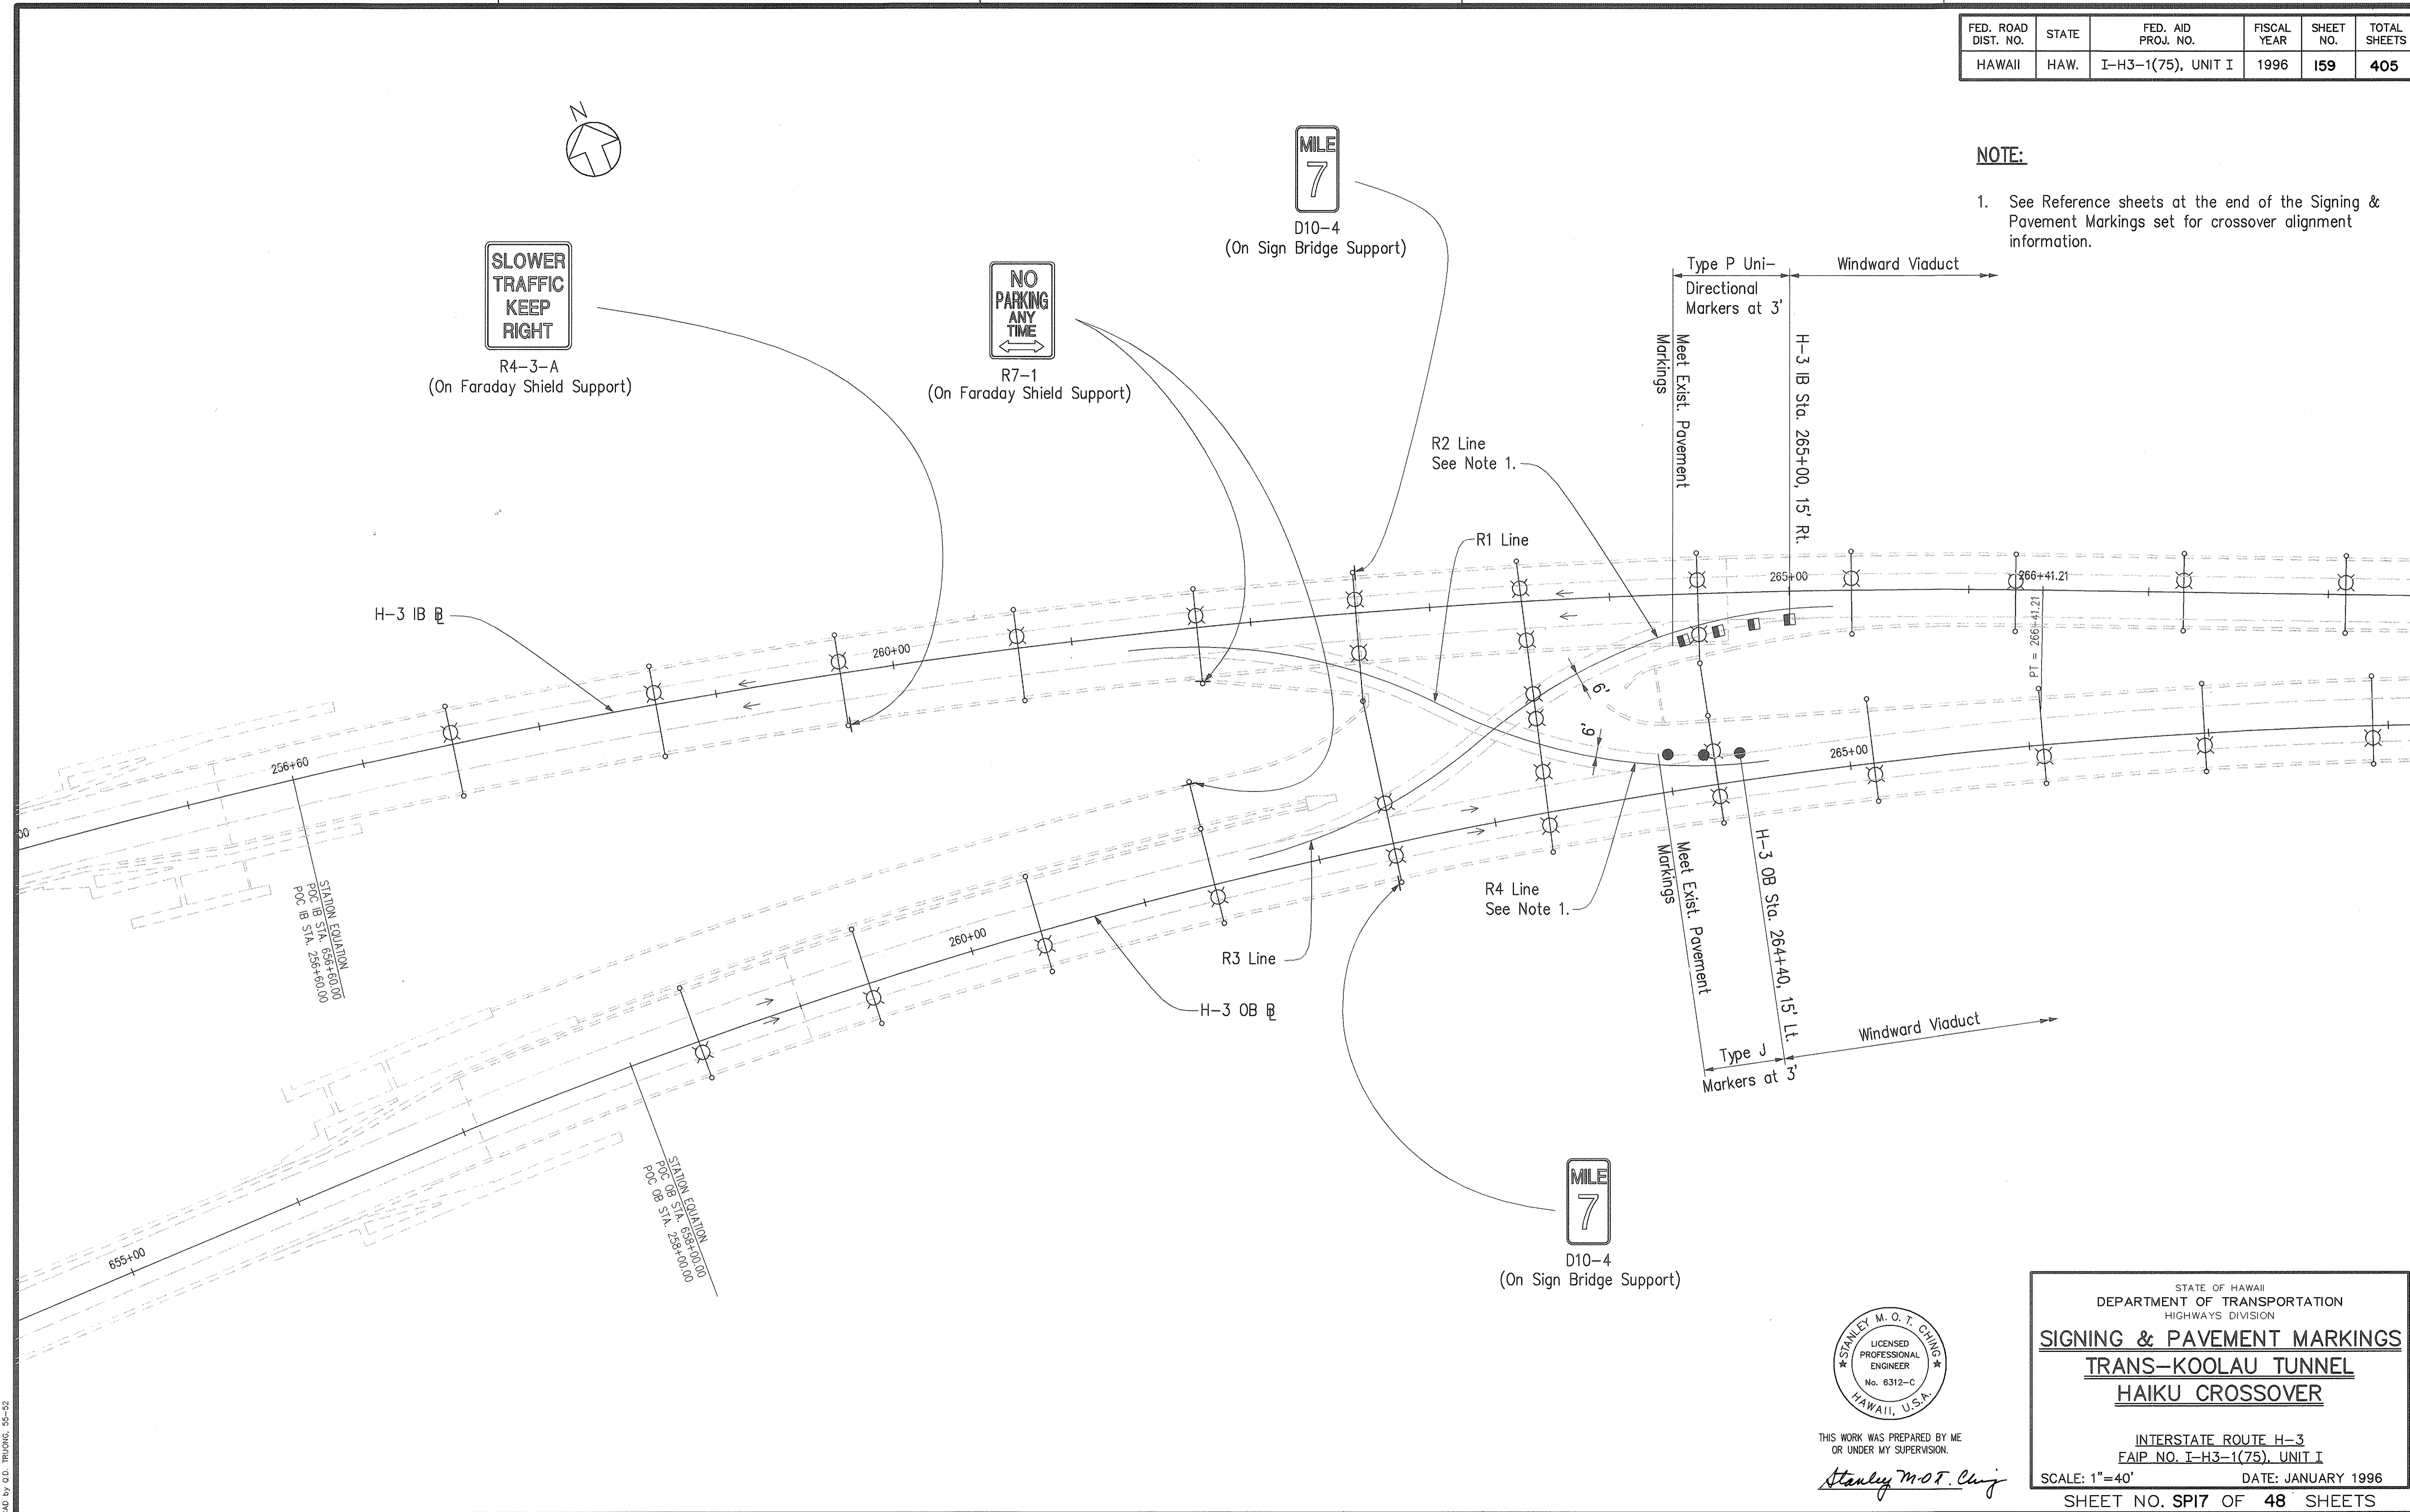 FED. ROAD DIST. NO.
STATE
FED. AID PROJ. NO.
FISCAL YEAR
SHEET NO.
TOTAL SHEETS
HAWAII
HAW.
I-H3-1(75), UNIT I
1996
159
405
N
NOTE:
1. See Reference sheets at the end of the Signing &
Pavement Markings set for crossover alignment
information.
MILE
7
D10-4
(On Sign Bridge Support)
SLOWER
TRAFFIC
KEEP
RIGHT
R4-3-A
(On Faraday Shield Support)
NO
PARKING
ANY
TIME
R7-1
(On Faraday Shield Support)
Type P Uni-
Directional
Markers at 3'
Windward Viaduct
Meet Exist. Pavement
Markings
H-3 IB Sta. 265+00, 15' Rt.
R2 Line
See Note 1.
R1 Line
H-3 IB BL
260+00
265+00
266+41.21
PT = 266+41.21
256+60
00
6'
6'
265+00
STATION EQUATION
POC IB STA. 656+60.00
POC IB STA. 256+60.00
R4 Line
See Note 1.
Meet Exist. Pavement
Markings
H-3 OB Sta. 264+40, 15' Lt.
260+00
R3 Line
H-3 OB BL
Windward Viaduct
Type J
Markers at 3'
STATION EQUATION
POC OB STA. 658+00.00
POC OB STA. 258+00.00
655+00
MILE
7
D10-4
(On Sign Bridge Support)
STANLEY M. O. T. CHING
LICENSED
PROFESSIONAL
ENGINEER
No. 6312-C
HAWAII, U.S.A.
THIS WORK WAS PREPARED BY ME
OR UNDER MY SUPERVISION.
Stanley M.O.T. Ching
STATE OF HAWAII
DEPARTMENT OF TRANSPORTATION
HIGHWAYS DIVISION
SIGNING & PAVEMENT MARKINGS
TRANS-KOOLAU TUNNEL
HAIKU CROSSOVER
INTERSTATE ROUTE H-3
FAIP NO. I-H3-1(75), UNIT I
SCALE: 1"=40' DATE: JANUARY 1996
SHEET NO. SP17 OF 48 SHEETS
by Q.D. TRUONG, 55-52